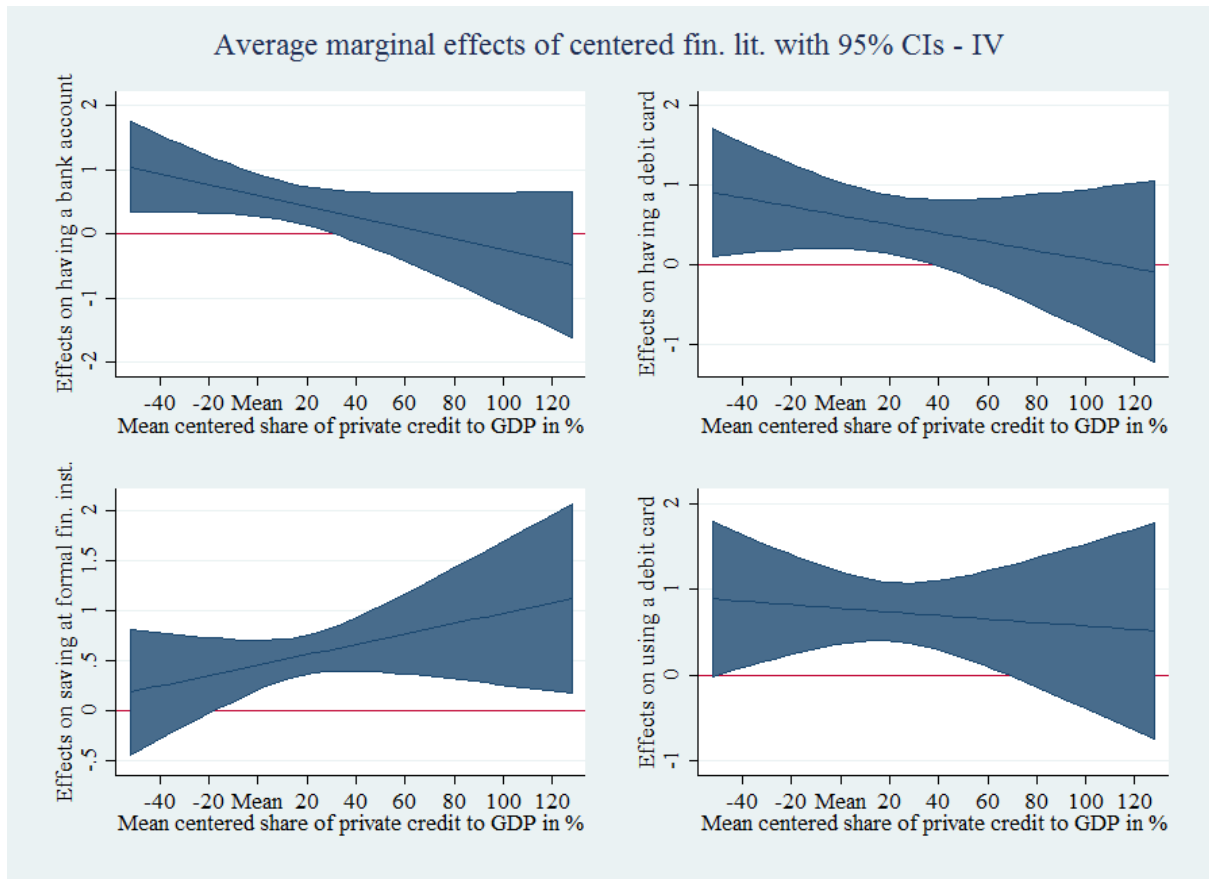 Average marginal effects of centered fin. lit. with 95% CIs - IV
Effects on having a bank account
2
1
0
-1
-2
-40 -20 Mean 20 40 60 80 100 120
Mean centered share of private credit to GDP in %
Effects on having a debit card
2
1
0
-1
-40 -20 Mean 20 40 60 80 100 120
Mean centered share of private credit to GDP in %
Effects on saving at formal fin. inst.
2
1.5
1
.5
0
-.5
-40 -20 Mean 20 40 60 80 100 120
Mean centered share of private credit to GDP in %
Effects on using a debit card
2
1
0
-1
-40 -20 Mean 20 40 60 80 100 120
Mean centered share of private credit to GDP in %